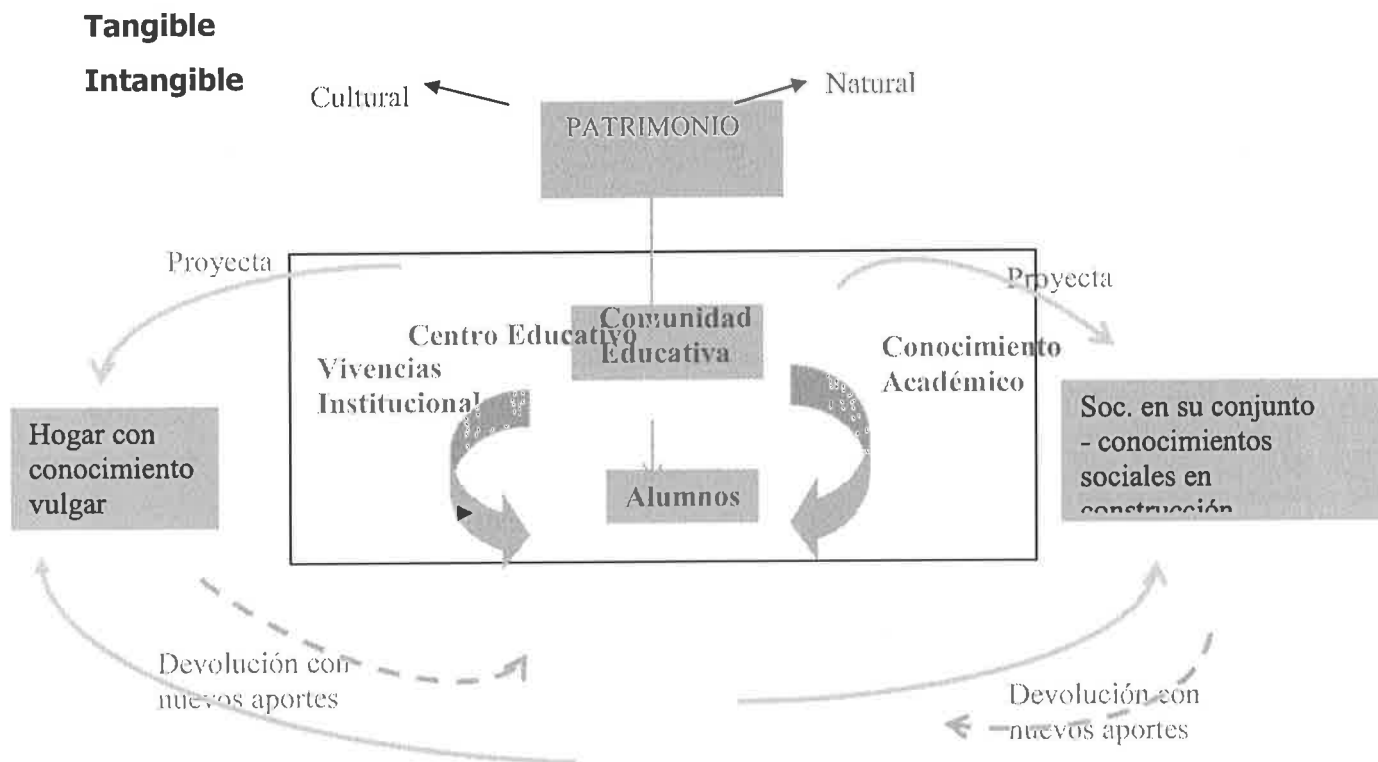 Tangible
Intangible
Cultural
Natural
PATRIMONIO
Proyecta
Proyecta
Centro Educativo
Comunidad
Educativa
Vivencias
Institucional
Conocimiento
Académico
Hogar con
conocimiento
vulgar
Alumnos
Soc. en su conjunto
- conocimientos
sociales en
construcción
Devolución con
nuevos aportes
Devolución con
nuevos aportes